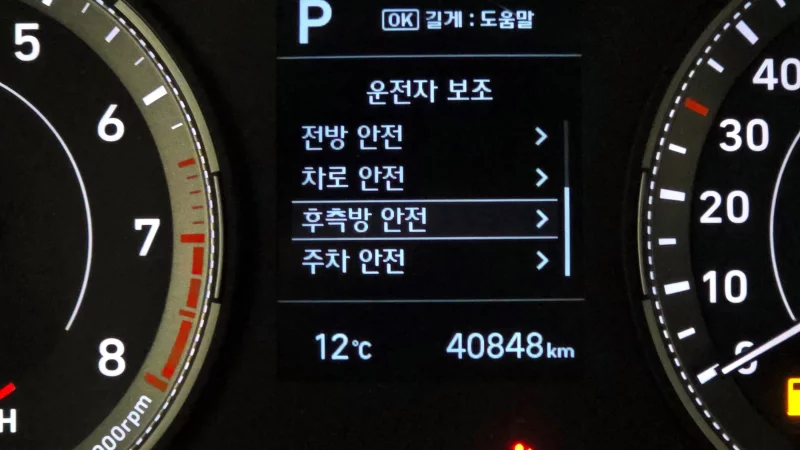 P
OK 길게 : 도움말
운전자 보조
전방 안전
차로 안전
후측방 안전
주차 안전
12℃
40848km
5
6
7
8
H
000rpm
40
30
20
10
0